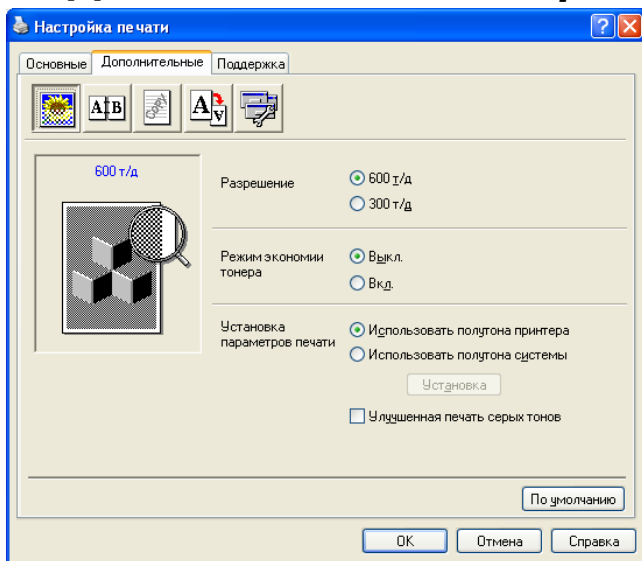 Настройка печати
Основные Дополнительные Поддержка
A B copy A V
600 т/д
Разрешение
600 т/д
300 т/д
Режим экономии
тонера
Выкл.
Вкл.
Установка
параметров печати
Использовать полутона принтера
Использовать полутона системы
Установка
Улучшенная печать серых тонов
По умолчанию
OK Отмена Справка